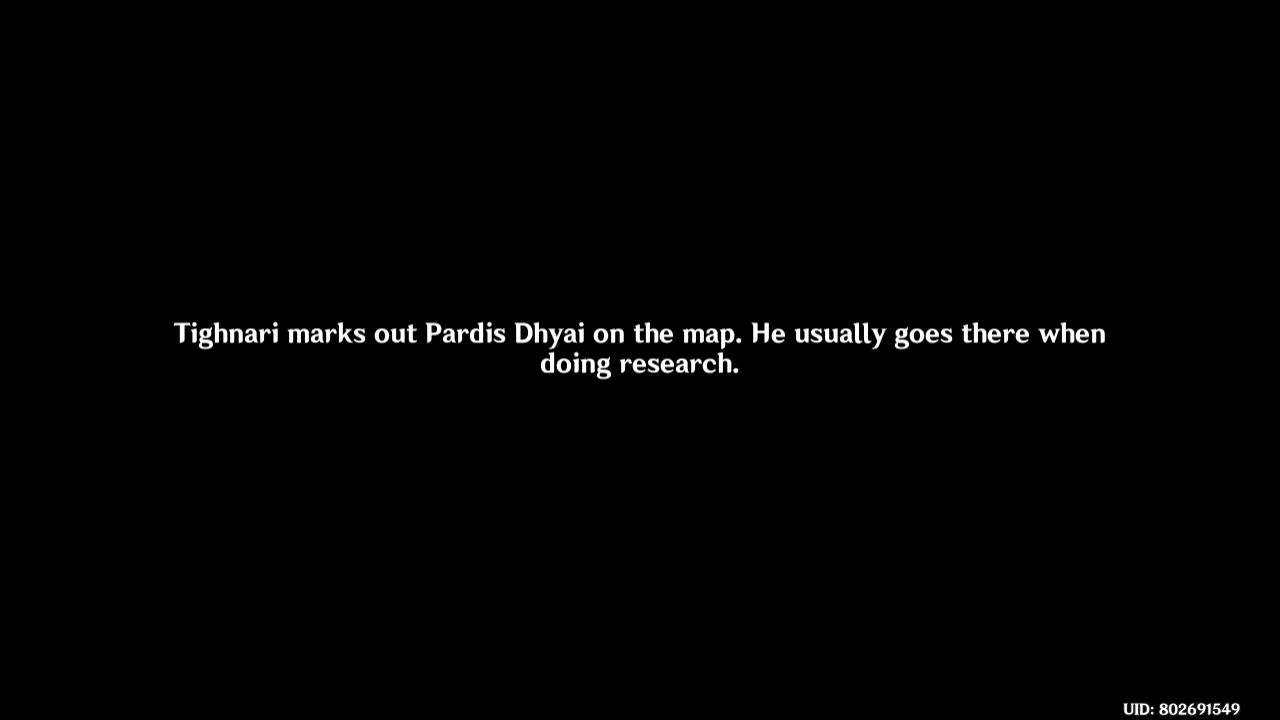 Tighnari marks out Pardis Dhyai on the map. He usually goes there when
doing research.
UID: 802691549